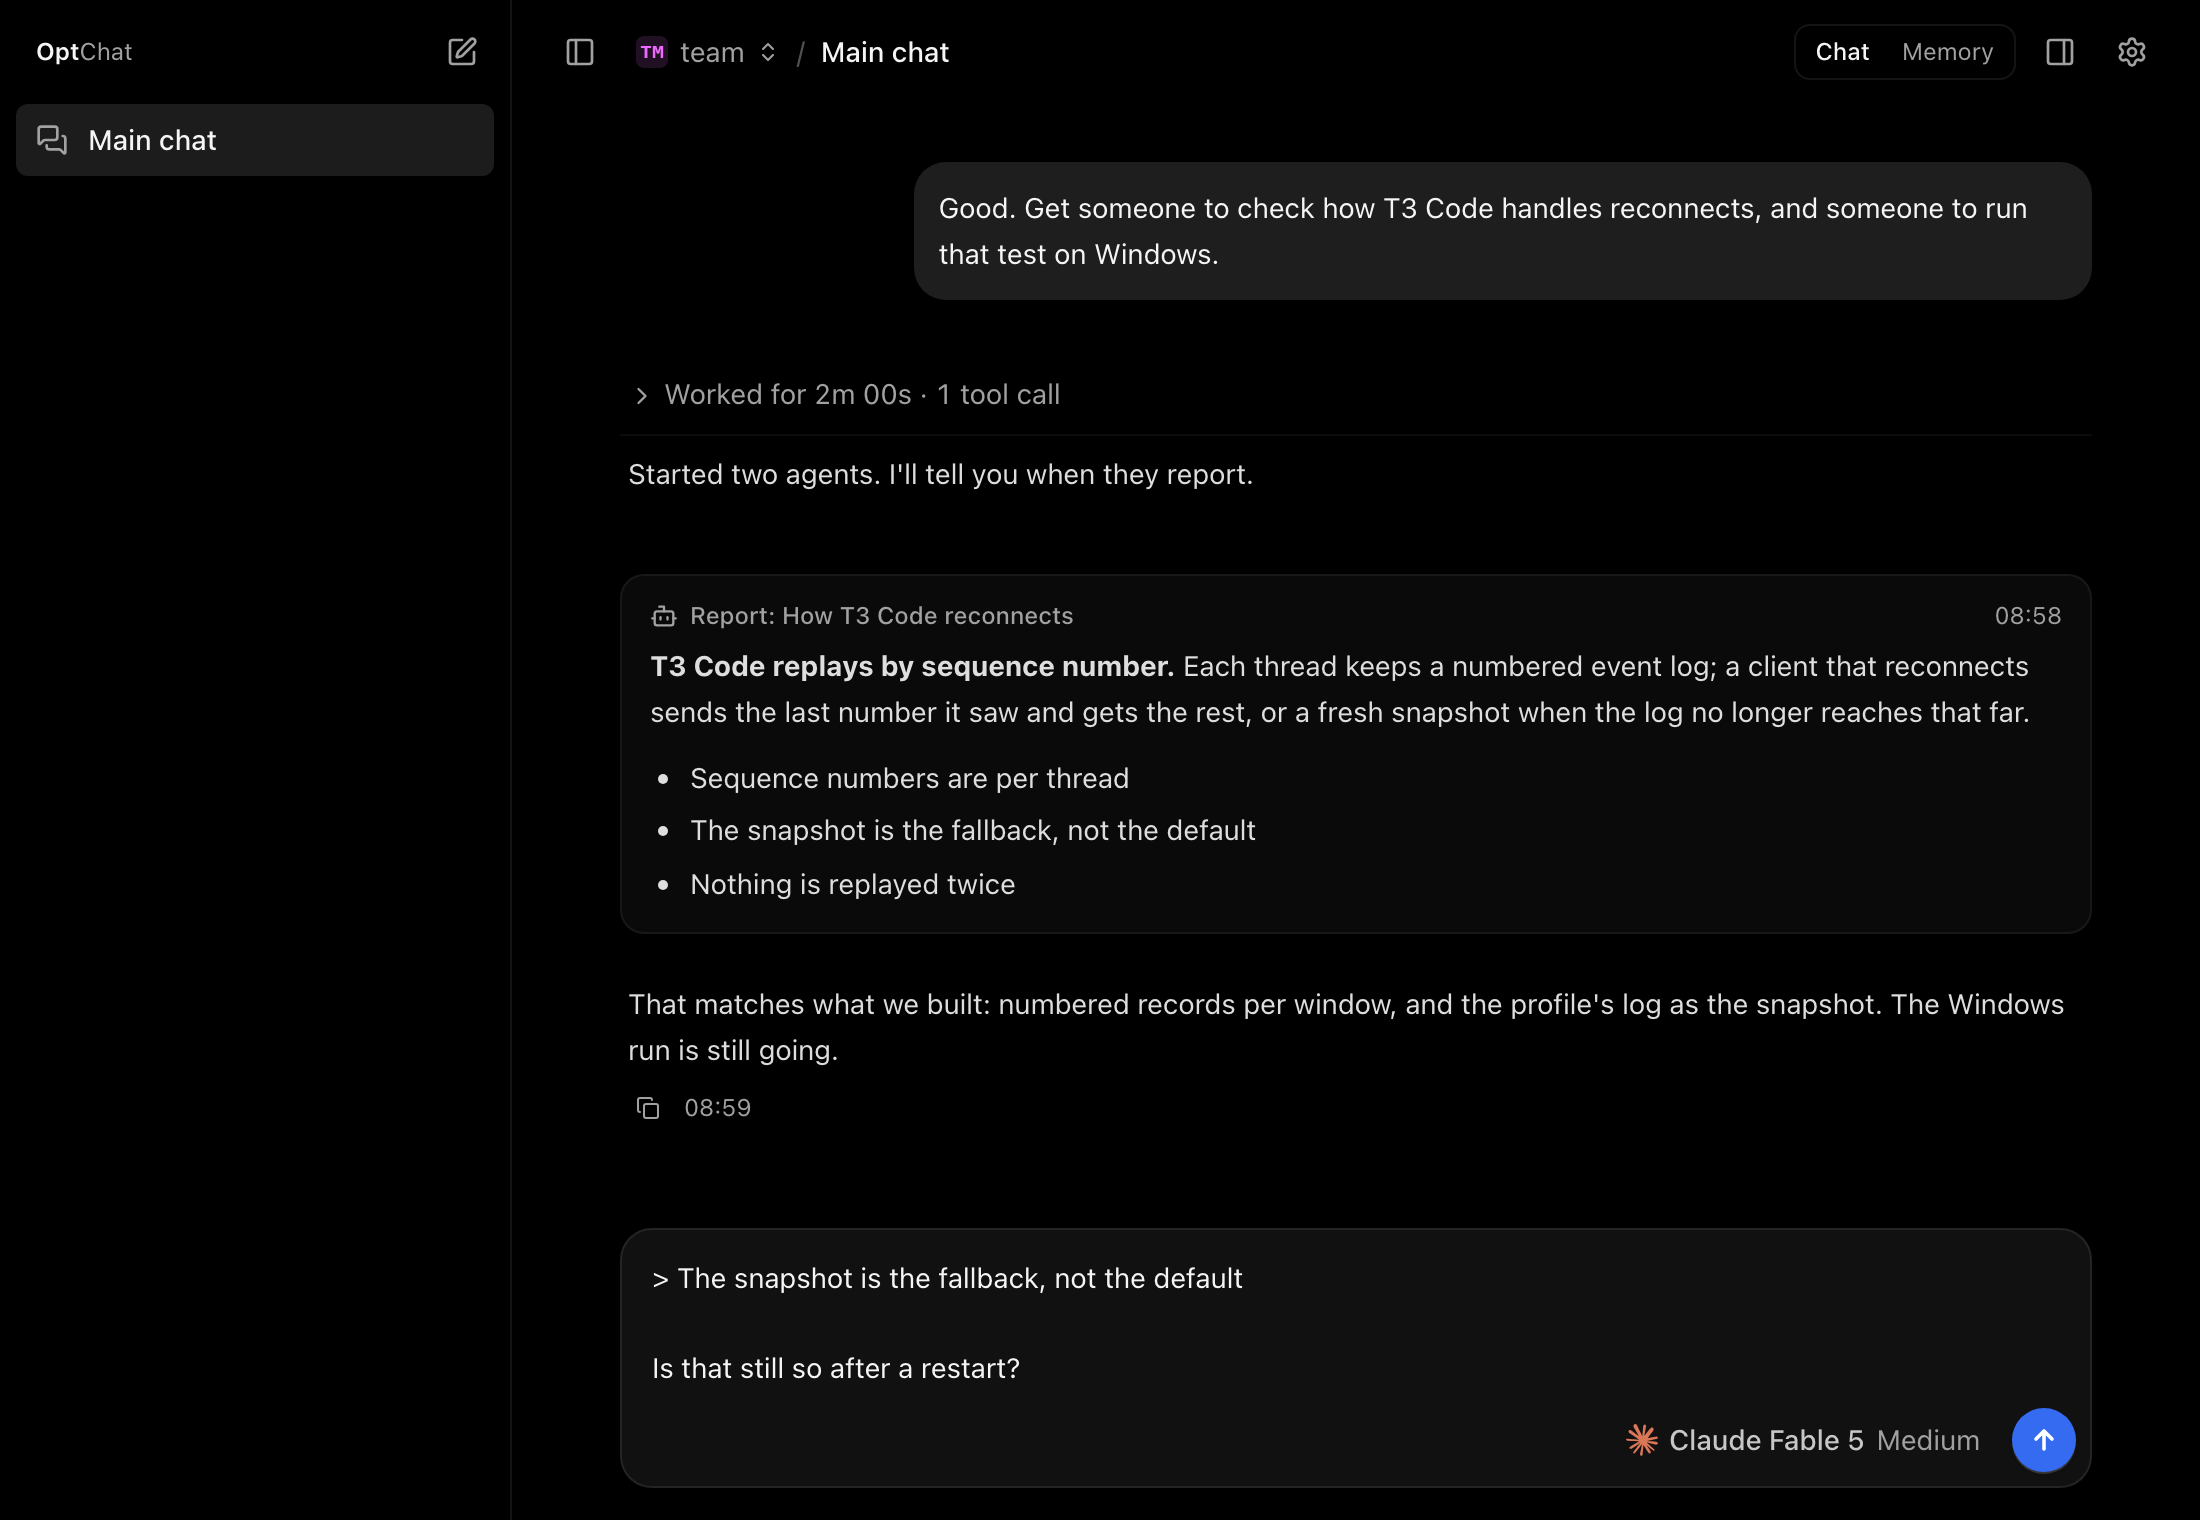 OptChat
TM team / Main chat
Chat Memory
Main chat
Good. Get someone to check how T3 Code handles reconnects, and someone to run
that test on Windows.
Worked for 2m 00s · 1 tool call
Started two agents. I'll tell you when they report.
Report: How T3 Code reconnects 08:58
T3 Code replays by sequence number. Each thread keeps a numbered event log; a client that reconnects
sends the last number it saw and gets the rest, or a fresh snapshot when the log no longer reaches that far.
• Sequence numbers are per thread
• The snapshot is the fallback, not the default
• Nothing is replayed twice
That matches what we built: numbered records per window, and the profile's log as the snapshot. The Windows
run is still going.
08:59
> The snapshot is the fallback, not the default
Is that still so after a restart?
Claude Fable 5 Medium